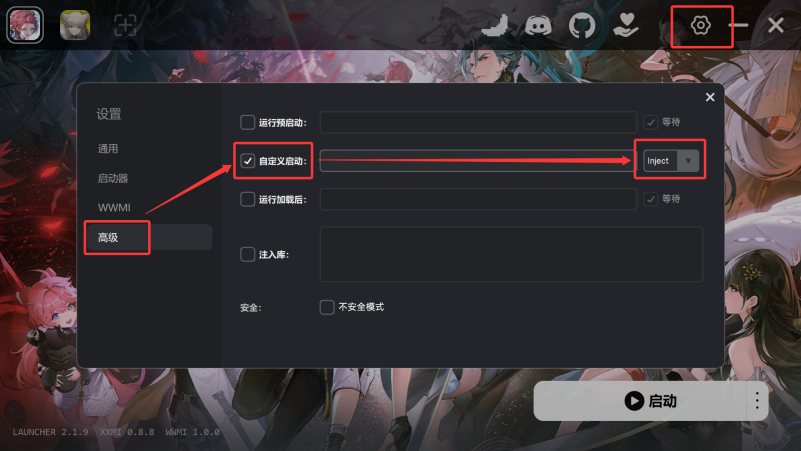 设置
通用
启动器
WWMI
高级
运行预启动:
等待
自定义启动:
Inject
运行加载后:
等待
注入库:
安全:
不安全模式
启动
LAUNCHER 2.1.9 XXMI 0.8.8 WWMI 1.0.0